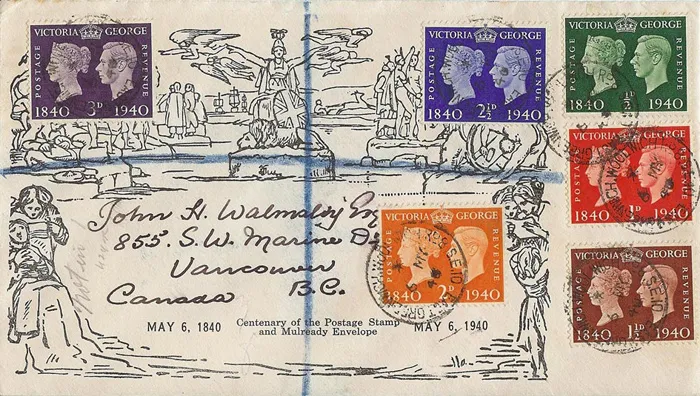 VICTORIA GEORGE
POSTAGE REVENUE
1840 3D 1940
VICTORIA GEORGE
POSTAGE REVENUE
1840 2½D 1940
VICTORIA GEORGE
POSTAGE REVENUE
1840 ½D 1940
VICTORIA GEORGE
POSTAGE REVENUE
1840 1D 1940
John H. Walmsley Esq
855. S.W. Marine Dr
Vancouver
Canada B.C.
VICTORIA GEORGE
POSTAGE REVENUE
1840 2D 1940
VICTORIA GEORGE
POSTAGE REVENUE
1840 1½D 1940
MAY 6, 1840 Centenary of the Postage Stamp MAY 6, 1940
and Mulready Envelope